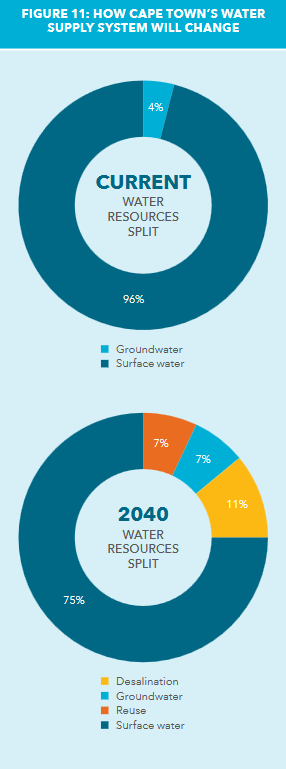 FIGURE 11: HOW CAPE TOWN'S WATER
SUPPLY SYSTEM WILL CHANGE
4%
CURRENT
WATER
RESOURCES
SPLIT
96%
Groundwater
Surface water
7%
7%
11%
2040
WATER
RESOURCES
SPLIT
75%
Desalination
Groundwater
Reuse
Surface water